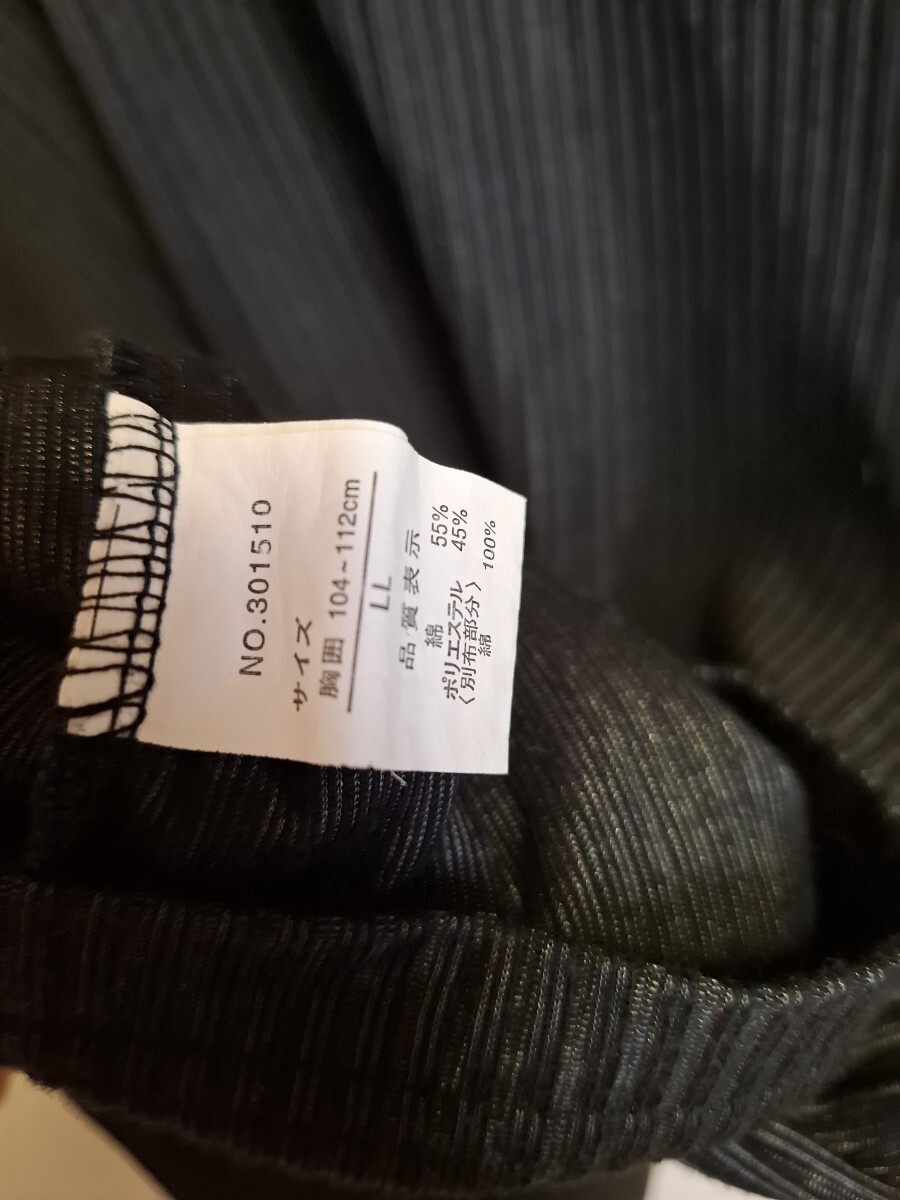 NO.301510
サイズ
胸囲 104~112cm
LL
品質表示
綿 55%
ポリエステル 45%
〈別布部分〉
綿 100%